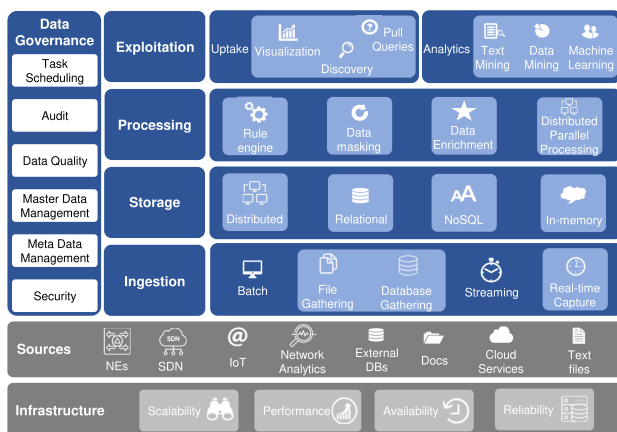 Data
Governance
Task
Scheduling
Audit
Data Quality
Master Data
Management
Meta Data
Management
Security
Exploitation
Uptake
Visualization
Pull
Queries
Discovery
Analytics
Text
Mining
Data
Mining
Machine
Learning
Processing
Rule
engine
Data
masking
Data
Enrichment
Distributed
Parallel
Processing
Storage
Distributed
Relational
AA
NoSQL
In-memory
Ingestion
Batch
File
Gathering
Database
Gathering
Streaming
Real-time
Capture
Sources
NEs
SDN
SDN
@
IoT
Network
Analytics
External
DBs
Docs
Cloud
Services
Text
files
Infrastructure
Scalability
Performance
Availability
Reliability